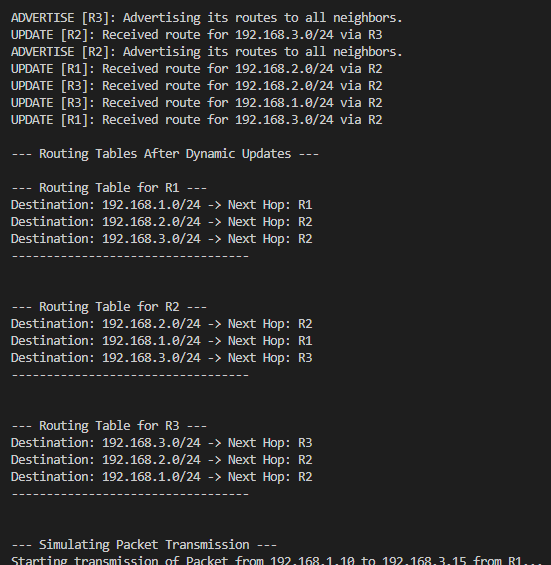 ADVERTISE [R3]: Advertising its routes to all neighbors.
UPDATE [R2]: Received route for 192.168.3.0/24 via R3
ADVERTISE [R2]: Advertising its routes to all neighbors.
UPDATE [R1]: Received route for 192.168.2.0/24 via R2
UPDATE [R3]: Received route for 192.168.2.0/24 via R2
UPDATE [R3]: Received route for 192.168.1.0/24 via R2
UPDATE [R1]: Received route for 192.168.3.0/24 via R2
--- Routing Tables After Dynamic Updates ---
--- Routing Table for R1 ---
Destination: 192.168.1.0/24 -> Next Hop: R1
Destination: 192.168.2.0/24 -> Next Hop: R2
Destination: 192.168.3.0/24 -> Next Hop: R2
----------------------------------
--- Routing Table for R2 ---
Destination: 192.168.2.0/24 -> Next Hop: R2
Destination: 192.168.1.0/24 -> Next Hop: R1
Destination: 192.168.3.0/24 -> Next Hop: R3
----------------------------------
--- Routing Table for R3 ---
Destination: 192.168.3.0/24 -> Next Hop: R3
Destination: 192.168.2.0/24 -> Next Hop: R2
Destination: 192.168.1.0/24 -> Next Hop: R2
----------------------------------
--- Simulating Packet Transmission ---
Starting transmission of Packet from 192.168.1.10 to 192.168.3.15 from R1...